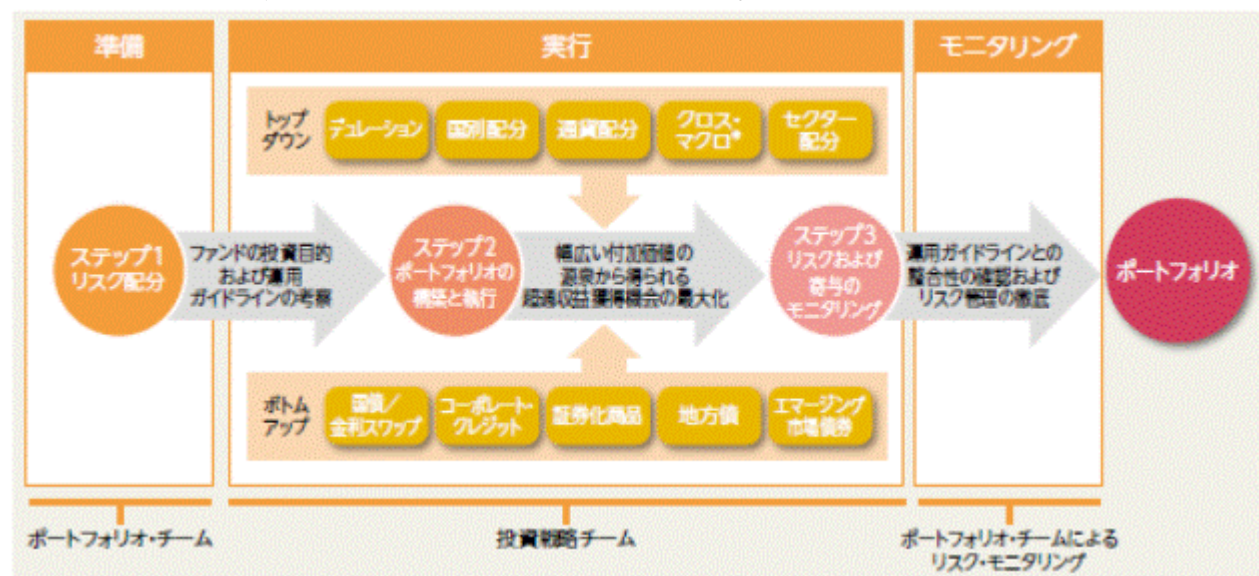 準備
実行
モニタリング
トップ
ダウン
デュレーション
国別配分
通貨配分
クロス・
マクロ*
セクター
配分
ステップ1
リスク配分
ファンドの投資目的
および運用
ガイドラインの考察
ステップ2
ポートフォリオの
構築と執行
幅広い付加価値の
源泉から得られる
超過収益獲得機会の最大化
ステップ3
リスクおよび
寄与の
モニタリング
運用ガイドラインとの
整合性の確認および
リスク管理の徹底
ポートフォリオ
ボトム
アップ
国債/
金利スワップ
コーポレート・
クレジット
証券化商品
地方債
エマージング
市場債券
ポートフォリオ・チーム
投資戦略チーム
ポートフォリオ・チームによる
リスク・モニタリング